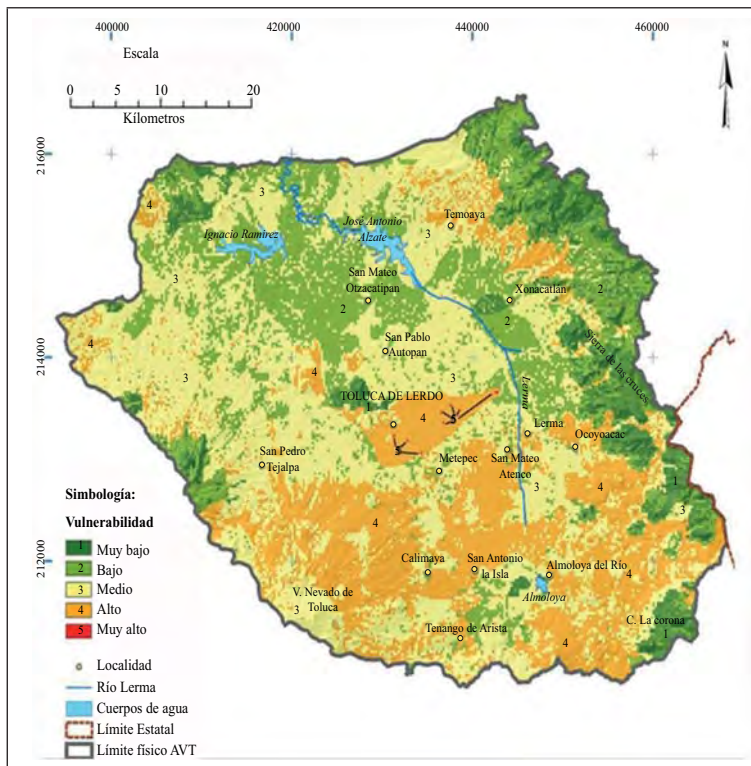 400000
420000
440000
460000
Escala
0 5 10 15 20
Kílometros
N
216000
214000
212000
3
4
Ignacio Ramírez
José Antonio
Alzate
3
Temoaya
3
San Mateo
Otzacatipan
2
Xonacatlán
2
2
San Pablo
Autopan
4
3
4
3
Sierra de las cruces
TOLUCA DE LERDO
1
4
5
Lerma
Lerma
Ocoyoacac
San Pedro
Tejalpa
5
Metepec
San Mateo
Atenco
3
4
1
3
4
Calimaya
San Antonio
la Isla
Almoloya del Río
4
Almoloya
V. Nevado de
Toluca
3
Tenango de Arista
4
C. La corona
1
Simbología:
Vulnerabilidad
1 Muy bajo
2 Bajo
3 Medio
4 Alto
5 Muy alto
Localidad
Río Lerma
Cuerpos de agua
Límite Estatal
Límite físico AVT